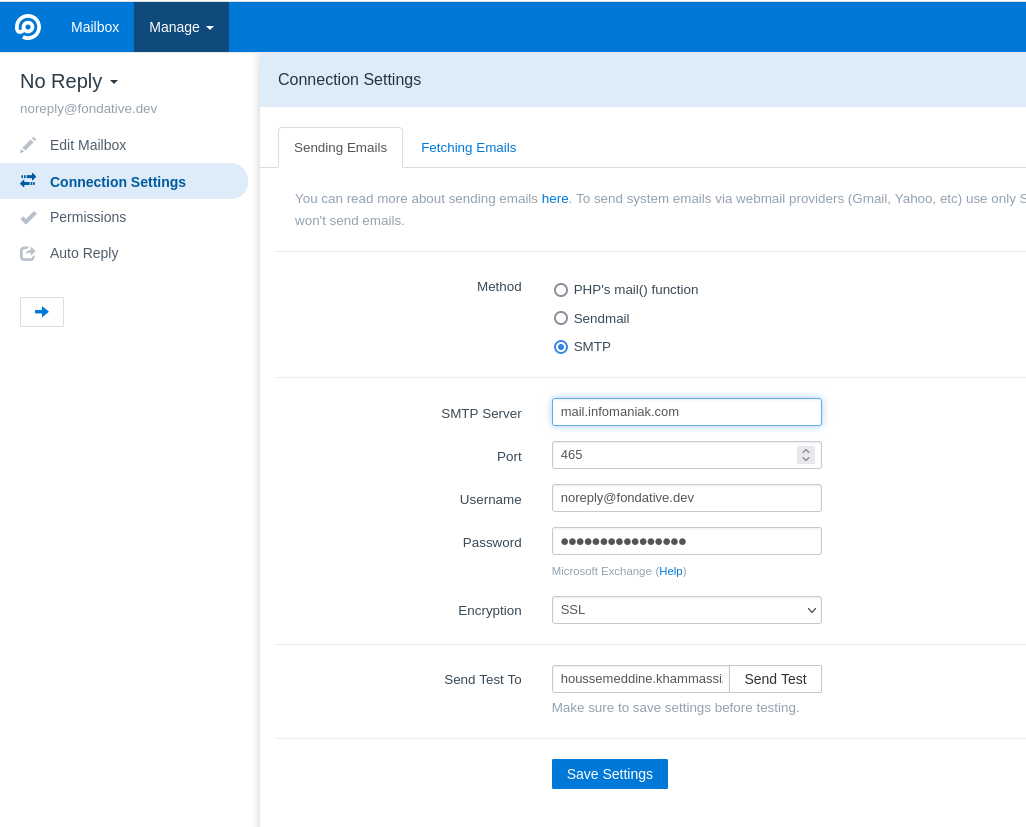 Mailbox
Manage
No Reply
noreply@fondative.dev
Edit Mailbox
Connection Settings
Permissions
Auto Reply
Connection Settings
Sending Emails
Fetching Emails
You can read more about sending emails here. To send system emails via webmail providers (Gmail, Yahoo, etc) use only S
won't send emails.
Method
PHP's mail() function
Sendmail
SMTP
SMTP Server
mail.infomaniak.com
Port
465
Username
noreply@fondative.dev
Password
●●●●●●●●●●●●●●●●
Microsoft Exchange (Help)
Encryption
SSL
Send Test To
houssemeddine.khammassi
Send Test
Make sure to save settings before testing.
Save Settings